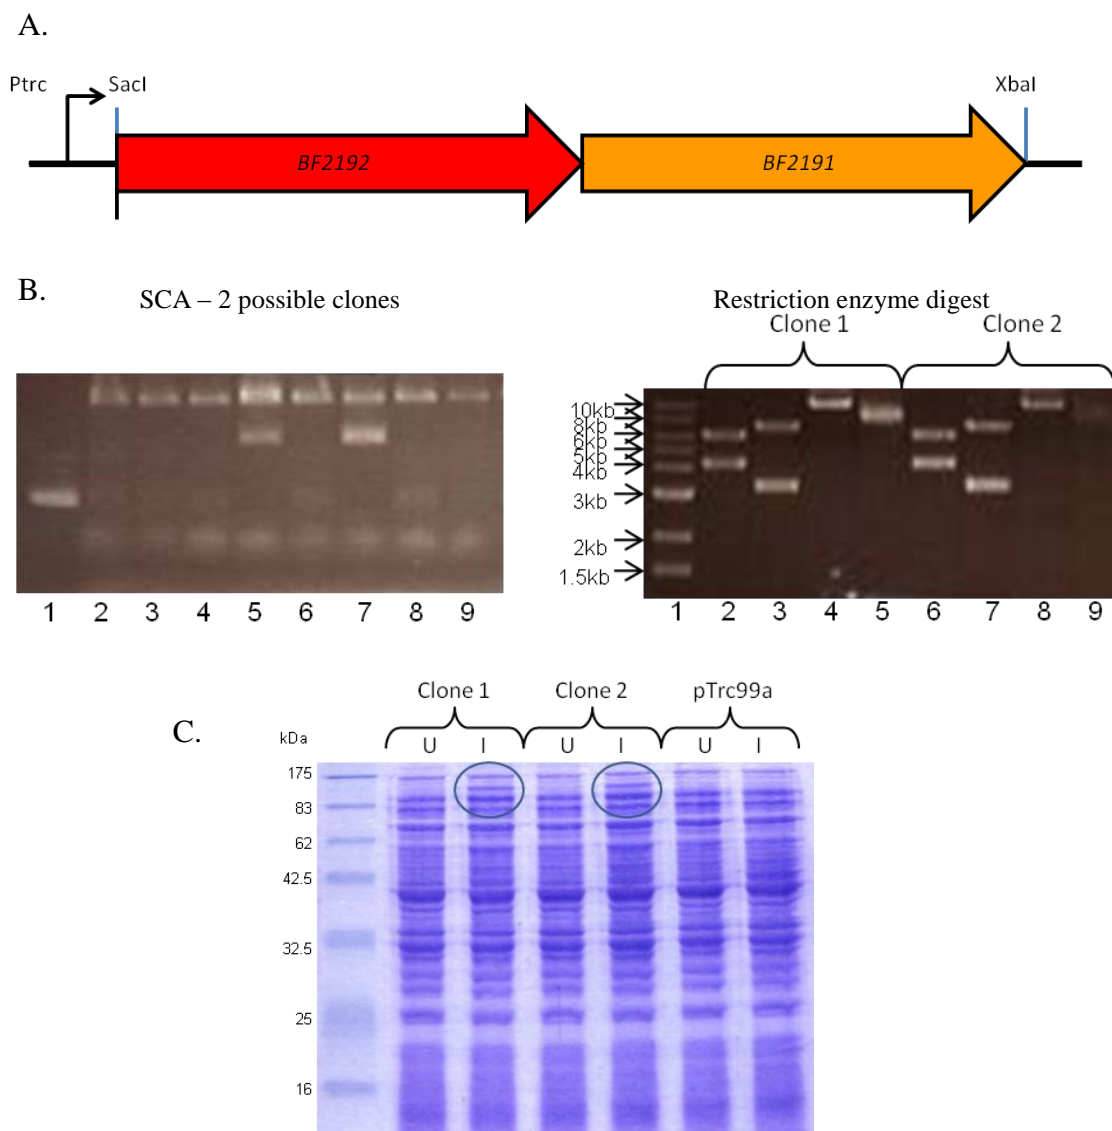 A.
Ptrc SacI XbaI
BF2192 BF2191
B.
SCA – 2 possible clones
Restriction enzyme digest
Clone 1 Clone 2
10kb
8kb
6kb
5kb
4kb
3kb
2kb
1.5kb
1 2 3 4 5 6 7 8 9
1 2 3 4 5 6 7 8 9
C.
Clone 1 Clone 2 pTrc99a
kDa U I U I U I
175
83
62
42.5
32.5
25
16